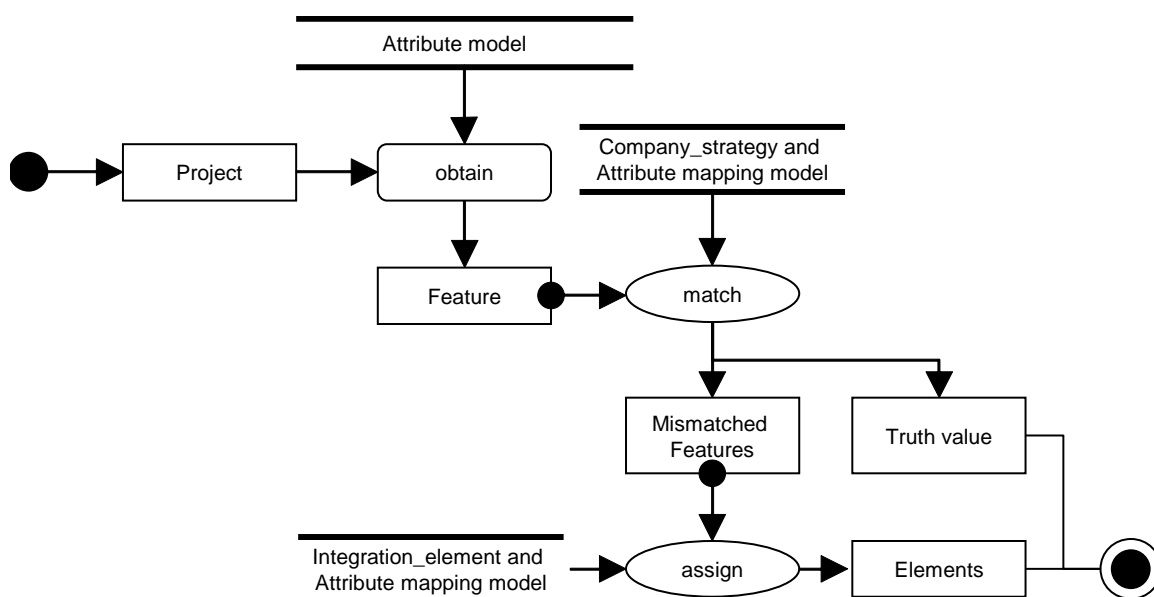 Attribute model
Company_strategy and
Attribute mapping model
Project
obtain
Feature
match
Mismatched
Features
Truth value
Integration_element and
Attribute mapping model
assign
Elements